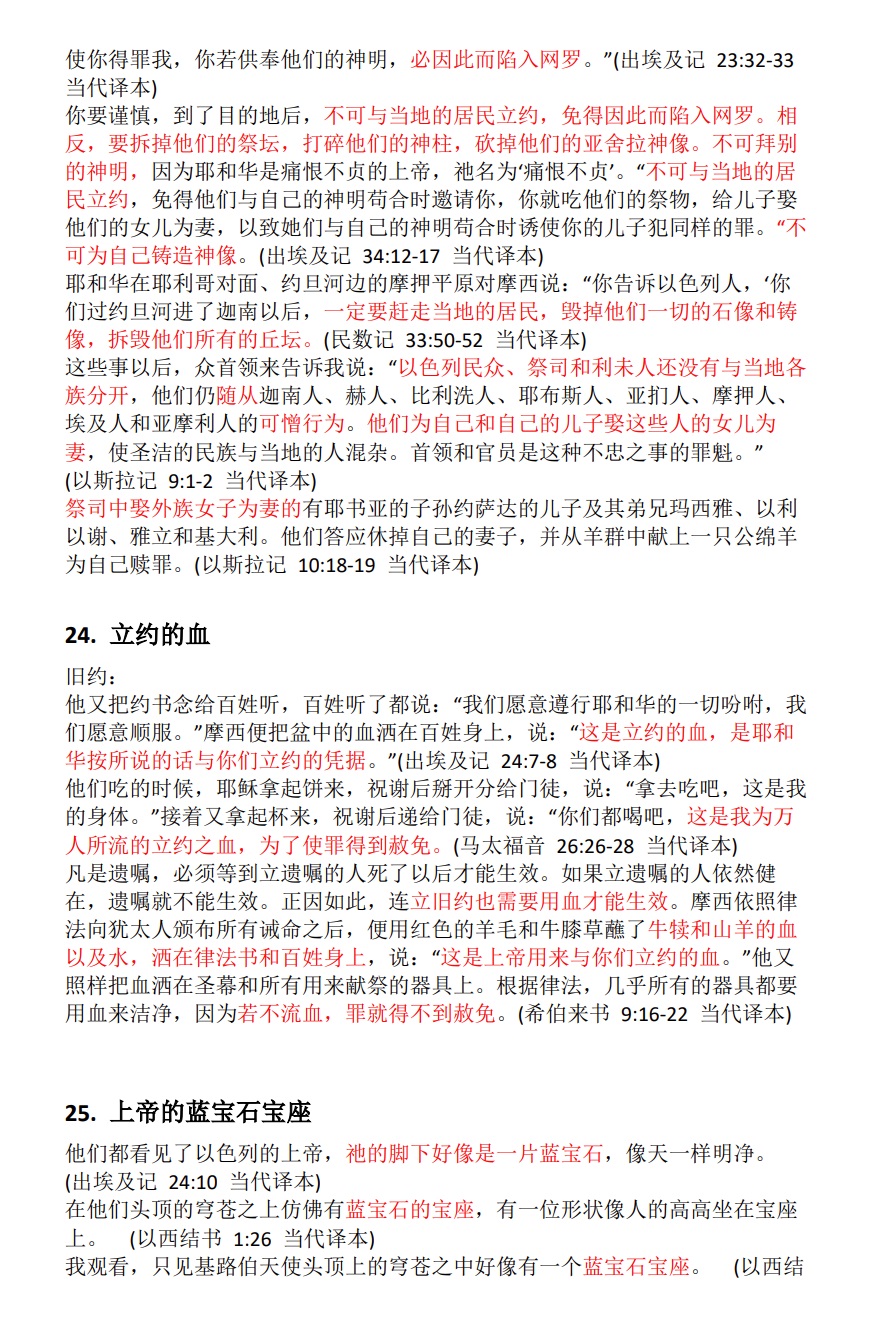 使你得罪我，你若供奉他们的神明，必因此而陷入网罗。”(出埃及记 23:32-33
当代译本)
你要谨慎，到了目的地后，不可与当地的居民立约，免得因此而陷入网罗。相
反，要拆掉他们的祭坛，打碎他们的神柱，砍掉他们的亚舍拉神像。不可拜别
的神明，因为耶和华是痛恨不贞的上帝，祂名为‘痛恨不贞’。“不可与当地的居
民立约，免得他们与自己的神明苟合时邀请你，你就吃他们的祭物，给儿子娶
他们的女儿为妻，以致她们与自己的神明苟合时诱使你的儿子犯同样的罪。“不
可为自己铸造神像。(出埃及记 34:12-17 当代译本)
耶和华在耶利哥对面、约旦河边的摩押平原对摩西说：“你告诉以色列人，‘你
们过约旦河进了迦南以后，一定要赶走当地的居民，毁掉他们一切的石像和铸
像，拆毁他们所有的丘坛。(民数记 33:50-52 当代译本)
这些事以后，众首领来告诉我说：“以色列民众、祭司和利未人还没有与当地各
族分开，他们仍随从迦南人、赫人、比利洗人、耶布斯人、亚扪人、摩押人、
埃及人和亚摩利人的可憎行为。他们为自己和自己的儿子娶这些人的女儿为
妻，使圣洁的民族与当地的人混杂。首领和官员是这种不忠之事的罪魁。”
(以斯拉记 9:1-2 当代译本)
祭司中娶外族女子为妻的有耶书亚的子孙约萨达的儿子及其弟兄玛西雅、以利
以谢、雅立和基大利。他们答应休掉自己的妻子，并从羊群中献上一只公绵羊
为自己赎罪。(以斯拉记 10:18-19 当代译本)
24. 立约的血
旧约：
他又把约书念给百姓听，百姓听了都说：“我们愿意遵行耶和华的一切吩咐，我
们愿意顺服。”摩西便把盆中的血洒在百姓身上，说：“这是立约的血，是耶和
华按所说的话与你们立约的凭据。”(出埃及记 24:7-8 当代译本)
他们吃的时候，耶稣拿起饼来，祝谢后掰开分给门徒，说：“拿去吃吧，这是我
的身体。”接着又拿起杯来，祝谢后递给门徒，说：“你们都喝吧，这是我为万
人所流的立约之血，为了使罪得到赦免。(马太福音 26:26-28 当代译本)
凡是遗嘱，必须等到立遗嘱的人死了以后才能生效。如果立遗嘱的人依然健
在，遗嘱就不能生效。正因如此，连立旧约也需要用血才能生效。摩西依照律
法向犹太人颁布所有诫命之后，便用红色的羊毛和牛膝草蘸了牛犊和山羊的血
以及水，洒在律法书和百姓身上，说：“这是上帝用来与你们立约的血。”他又
照样把血洒在圣幕和所有用来献祭的器具上。根据律法，几乎所有的器具都要
用血来洁净，因为若不流血，罪就得不到赦免。(希伯来书 9:16-22 当代译本)
25. 上帝的蓝宝石宝座
他们都看见了以色列的上帝，祂的脚下好像是一片蓝宝石，像天一样明净。
(出埃及记 24:10 当代译本)
在他们头顶的穹苍之上仿佛有蓝宝石的宝座，有一位形状像人的高高坐在宝座
上。 (以西结书 1:26 当代译本)
我观看，只见基路伯天使头顶上的穹苍之中好像有一个蓝宝石宝座。 (以西结